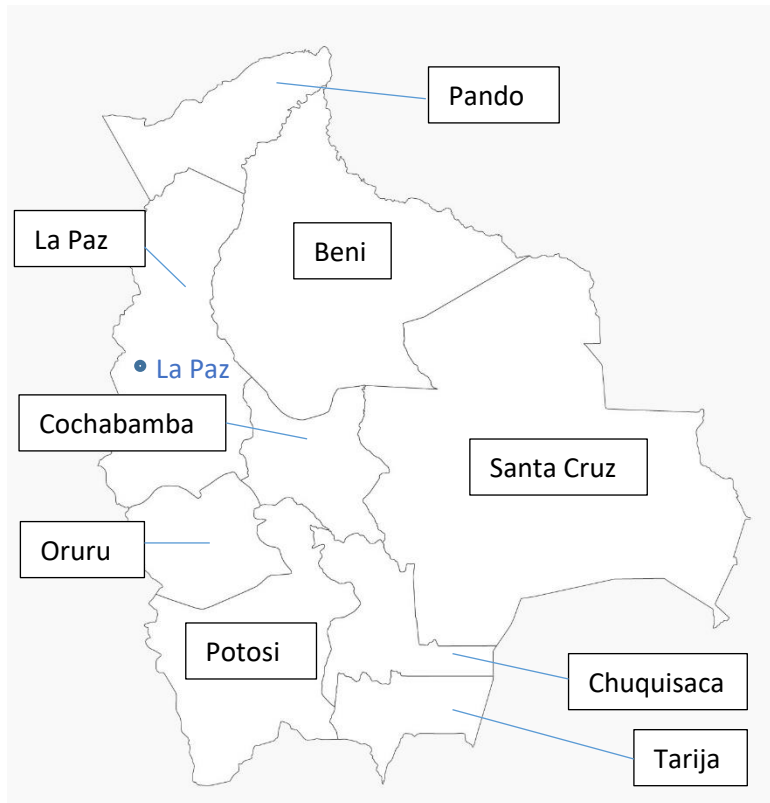 Pando
La Paz
Beni
La Paz
Cochabamba
Santa Cruz
Oruru
Potosi
Chuquisaca
Tarija